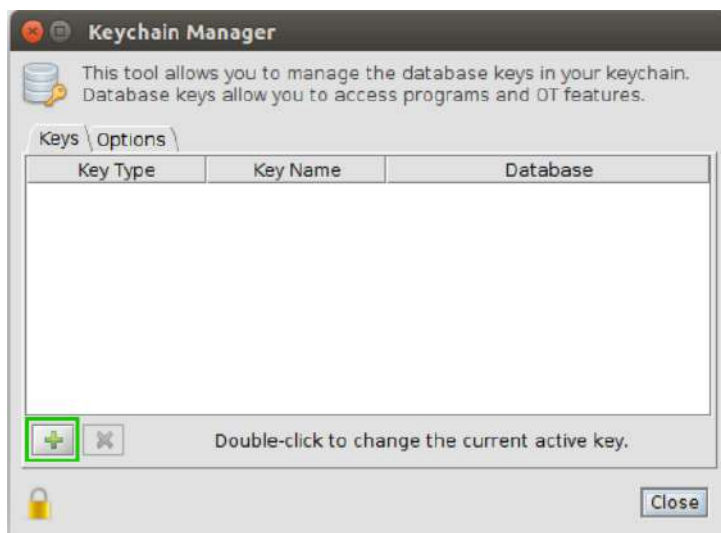 Keychain Manager
This tool allows you to manage the database keys in your keychain.
Database keys allow you to access programs and OT features.
Keys Options
Key Type Key Name Database
Double-click to change the current active key.
Close